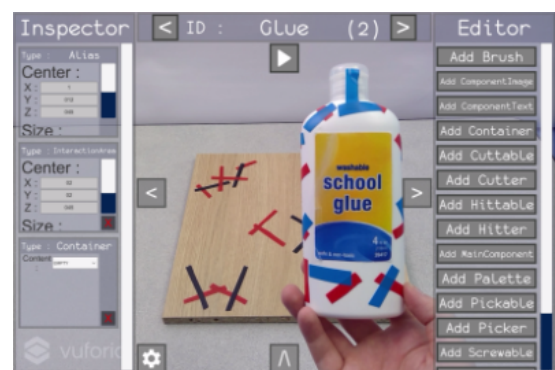 Inspector
< ID : Glue (2) >
Editor
Type : Alias
Center :
X :
Y :
Z :
Size :
Type : InteractionArea
Center :
X :
Y :
Z :
Size :
Type : Container
Content
:
vuforia
<
>
washable
school
glue
4
Add Brush
Add ComponentImage
Add ComponentText
Add Container
Add Cuttable
Add Cutter
Add Hittable
Add Hitter
Add MainComponent
Add Palette
Add Pickable
Add Picker
Add Screwable